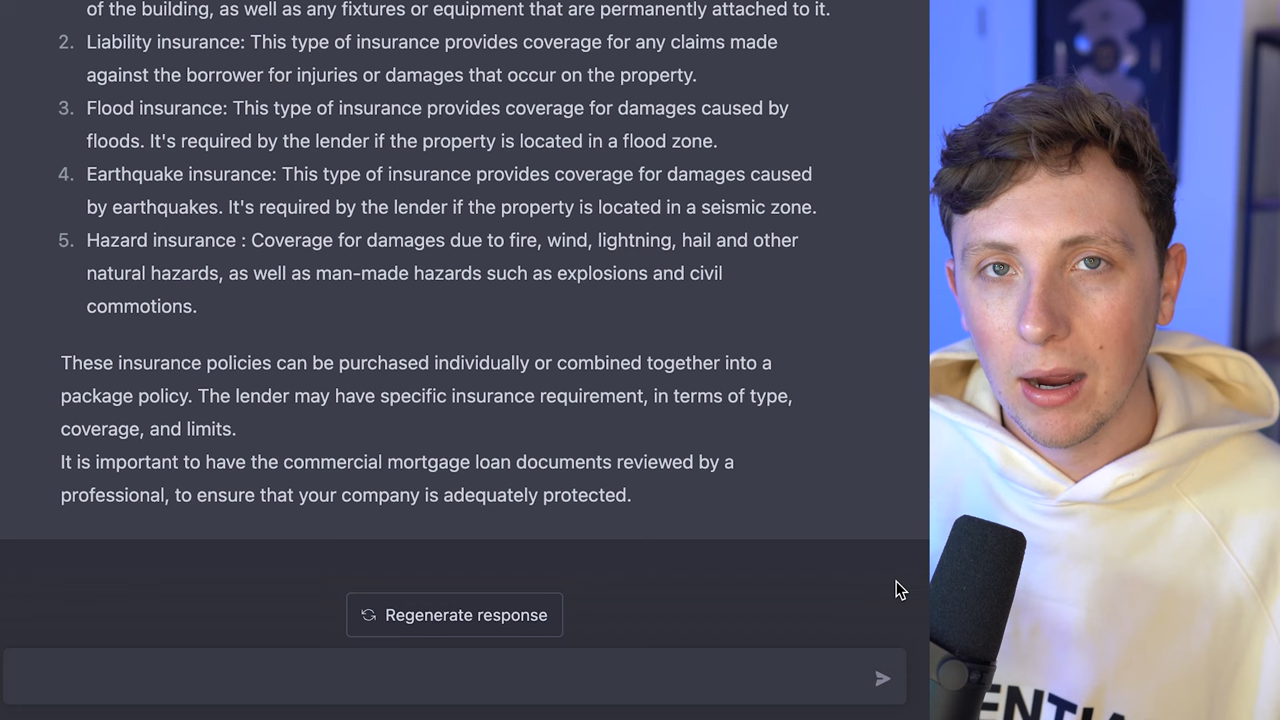 of the building, as well as any fixtures or equipment that are permanently attached to it.
2. Liability insurance: This type of insurance provides coverage for any claims made
against the borrower for injuries or damages that occur on the property.
3. Flood insurance: This type of insurance provides coverage for damages caused by
floods. It's required by the lender if the property is located in a flood zone.
4. Earthquake insurance: This type of insurance provides coverage for damages caused
by earthquakes. It's required by the lender if the property is located in a seismic zone.
5. Hazard insurance : Coverage for damages due to fire, wind, lightning, hail and other
natural hazards, as well as man-made hazards such as explosions and civil
commotions.
These insurance policies can be purchased individually or combined together into a
package policy. The lender may have specific insurance requirement, in terms of type,
coverage, and limits.
It is important to have the commercial mortgage loan documents reviewed by a
professional, to ensure that your company is adequately protected.
Regenerate response